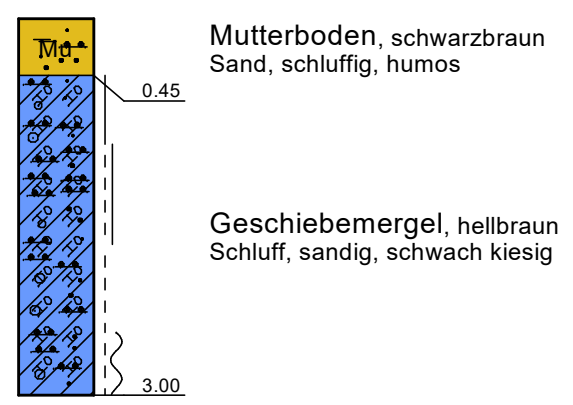 Mu
Mutterboden, schwarzbraun
Sand, schluffig, humos
0.45
Geschiebemergel, hellbraun
Schluff, sandig, schwach kiesig
3.00